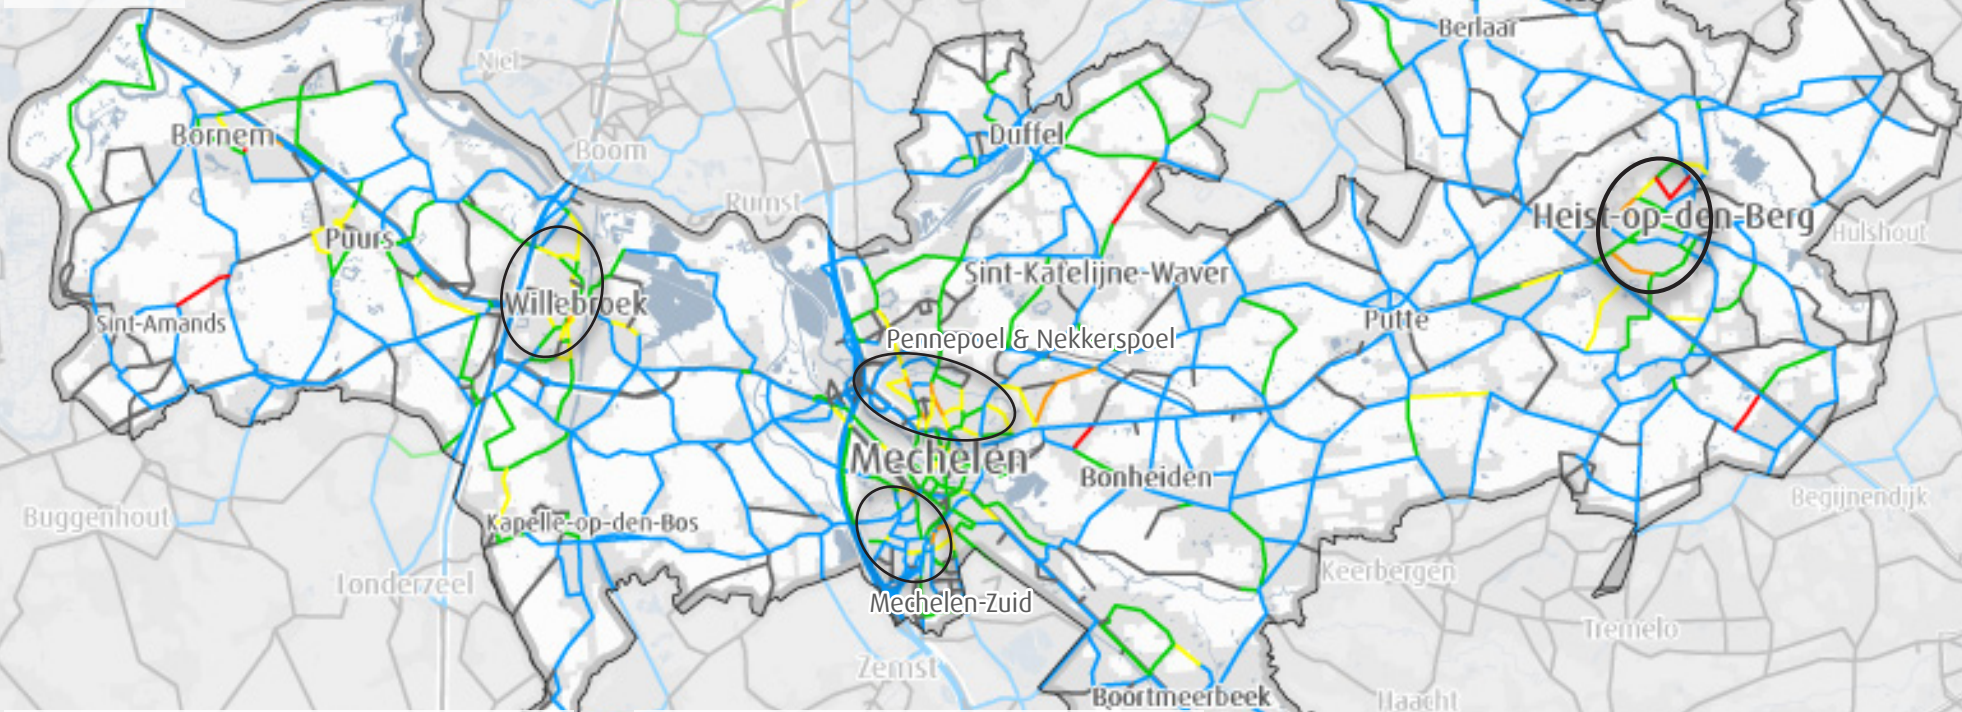 Berlaar
Niel
Bornem
Boom
Duffel
Rumst
Puurs
Heist-op-den-Berg
Hulshout
Sint-Katelijne-Waver
Willebroek
Sint-Amands
Putte
Pennepoel & Nekkerspoel
Mechelen
Bonheiden
Begijnendijk
Buggenhout
Kapelle-op-den-Bos
Londerzeel
Keerbergen
Mechelen-Zuid
Tremelo
Zemst
Boortmeerbeek
Haacht